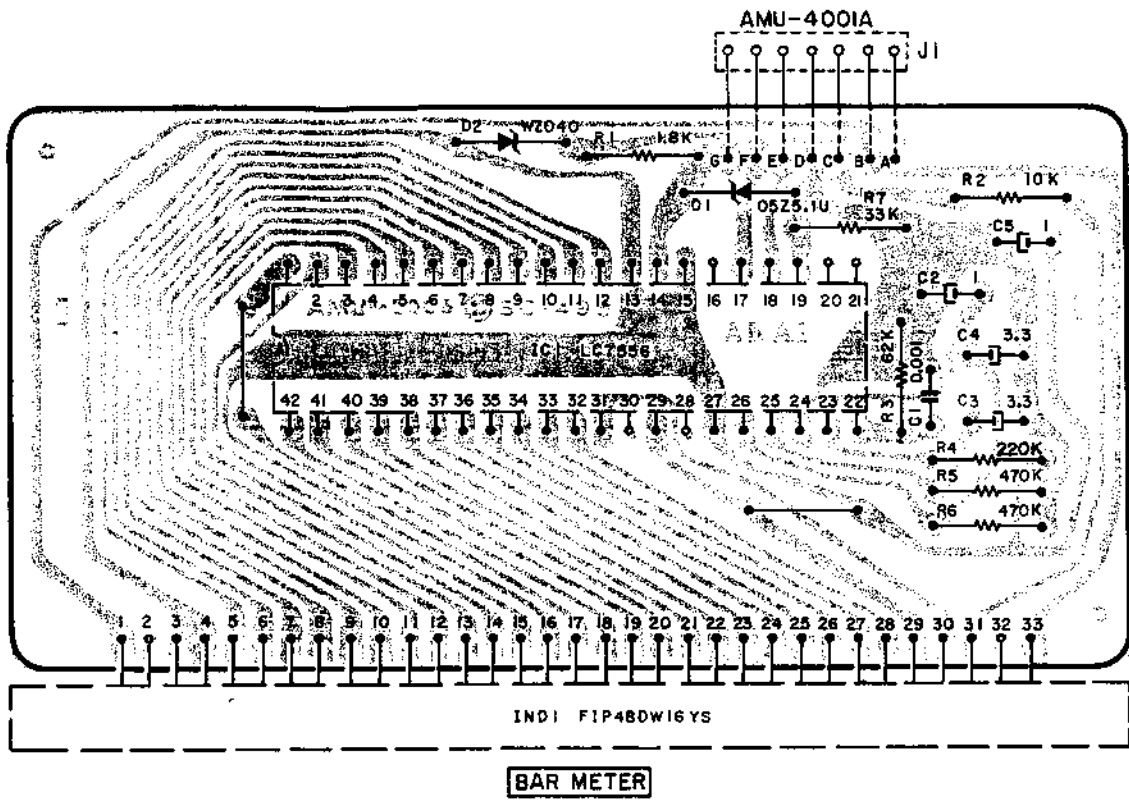 AMU-4001A
J1
D2 WZ040
R1 1.8K
G F E D C B A
D1 05Z5.1U
R7
33K
R2 10K
C5 1
C2 1
2 3 4 5 6 7 8 9 10 11 12 13 14 15 16 17 18 19 20 21
AKAI
IC1 LC7556
R3 62K
C1 0.001
C4 3.3
C3 3.3
42 41 40 39 38 37 36 35 34 33 32 31 30 29 28 27 26 25 24 23 22
R4 220K
R5 470K
R6 470K
1 2 3 4 5 6 7 8 9 10 11 12 13 14 15 16 17 18 19 20 21 22 23 24 25 26 27 28 29 30 31 32 33
IND1 FIP48DW16YS
BAR METER